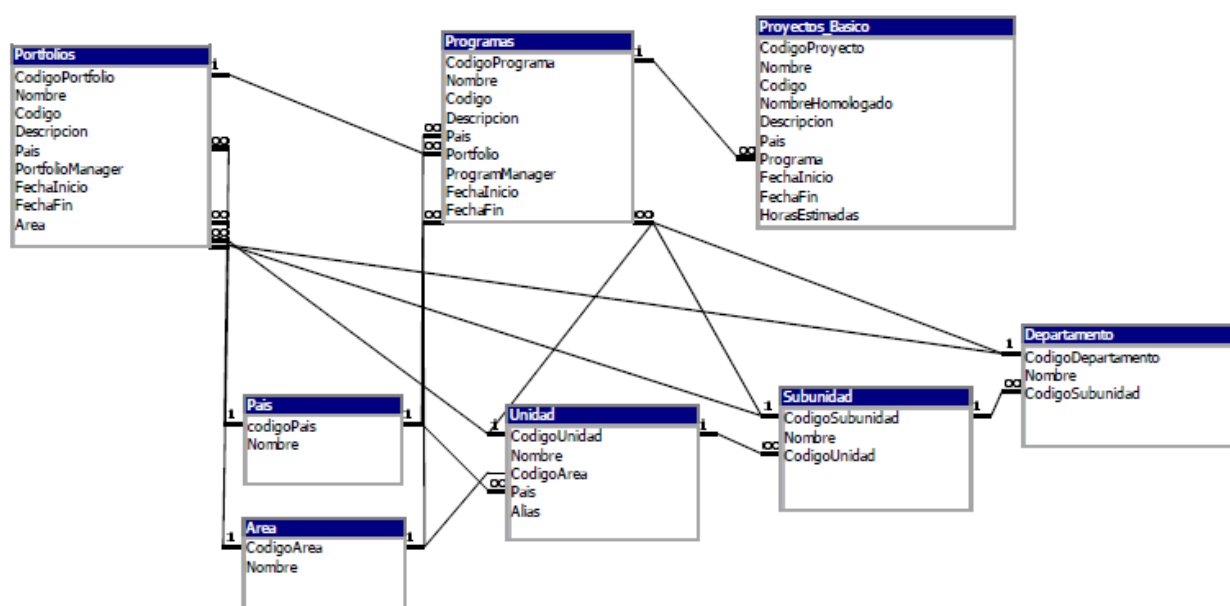 Portfolios
CodigoPortfolio
Nombre
Codigo
Descripcion
Pais
PortfolioManager
FechaInicio
FechaFin
Area
Programas
CodigoPrograma
Nombre
Codigo
Descripcion
Pais
Portfolio
ProgramManager
FechaInicio
FechaFin
Proyectos_Basico
CodigoProyecto
Nombre
Codigo
NombreHomologado
Descripcion
Pais
Programa
FechaInicio
FechaFin
HorasEstimadas
Pais
codigoPais
Nombre
Area
CodigoArea
Nombre
Unidad
CodigoUnidad
Nombre
CodigoArea
Pais
Alias
Subunidad
CodigoSubunidad
Nombre
CodigoUnidad
Departamento
CodigoDepartamento
Nombre
CodigoSubunidad